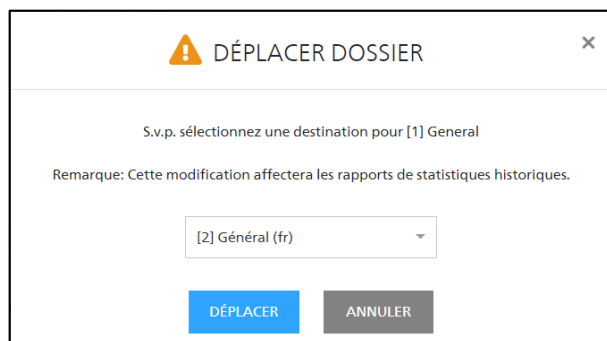 DÉPLACER DOSSIER
S.v.p. sélectionnez une destination pour [1] General
Remarque: Cette modification affectera les rapports de statistiques historiques.
[2] Général (fr)
DÉPLACER ANNULER